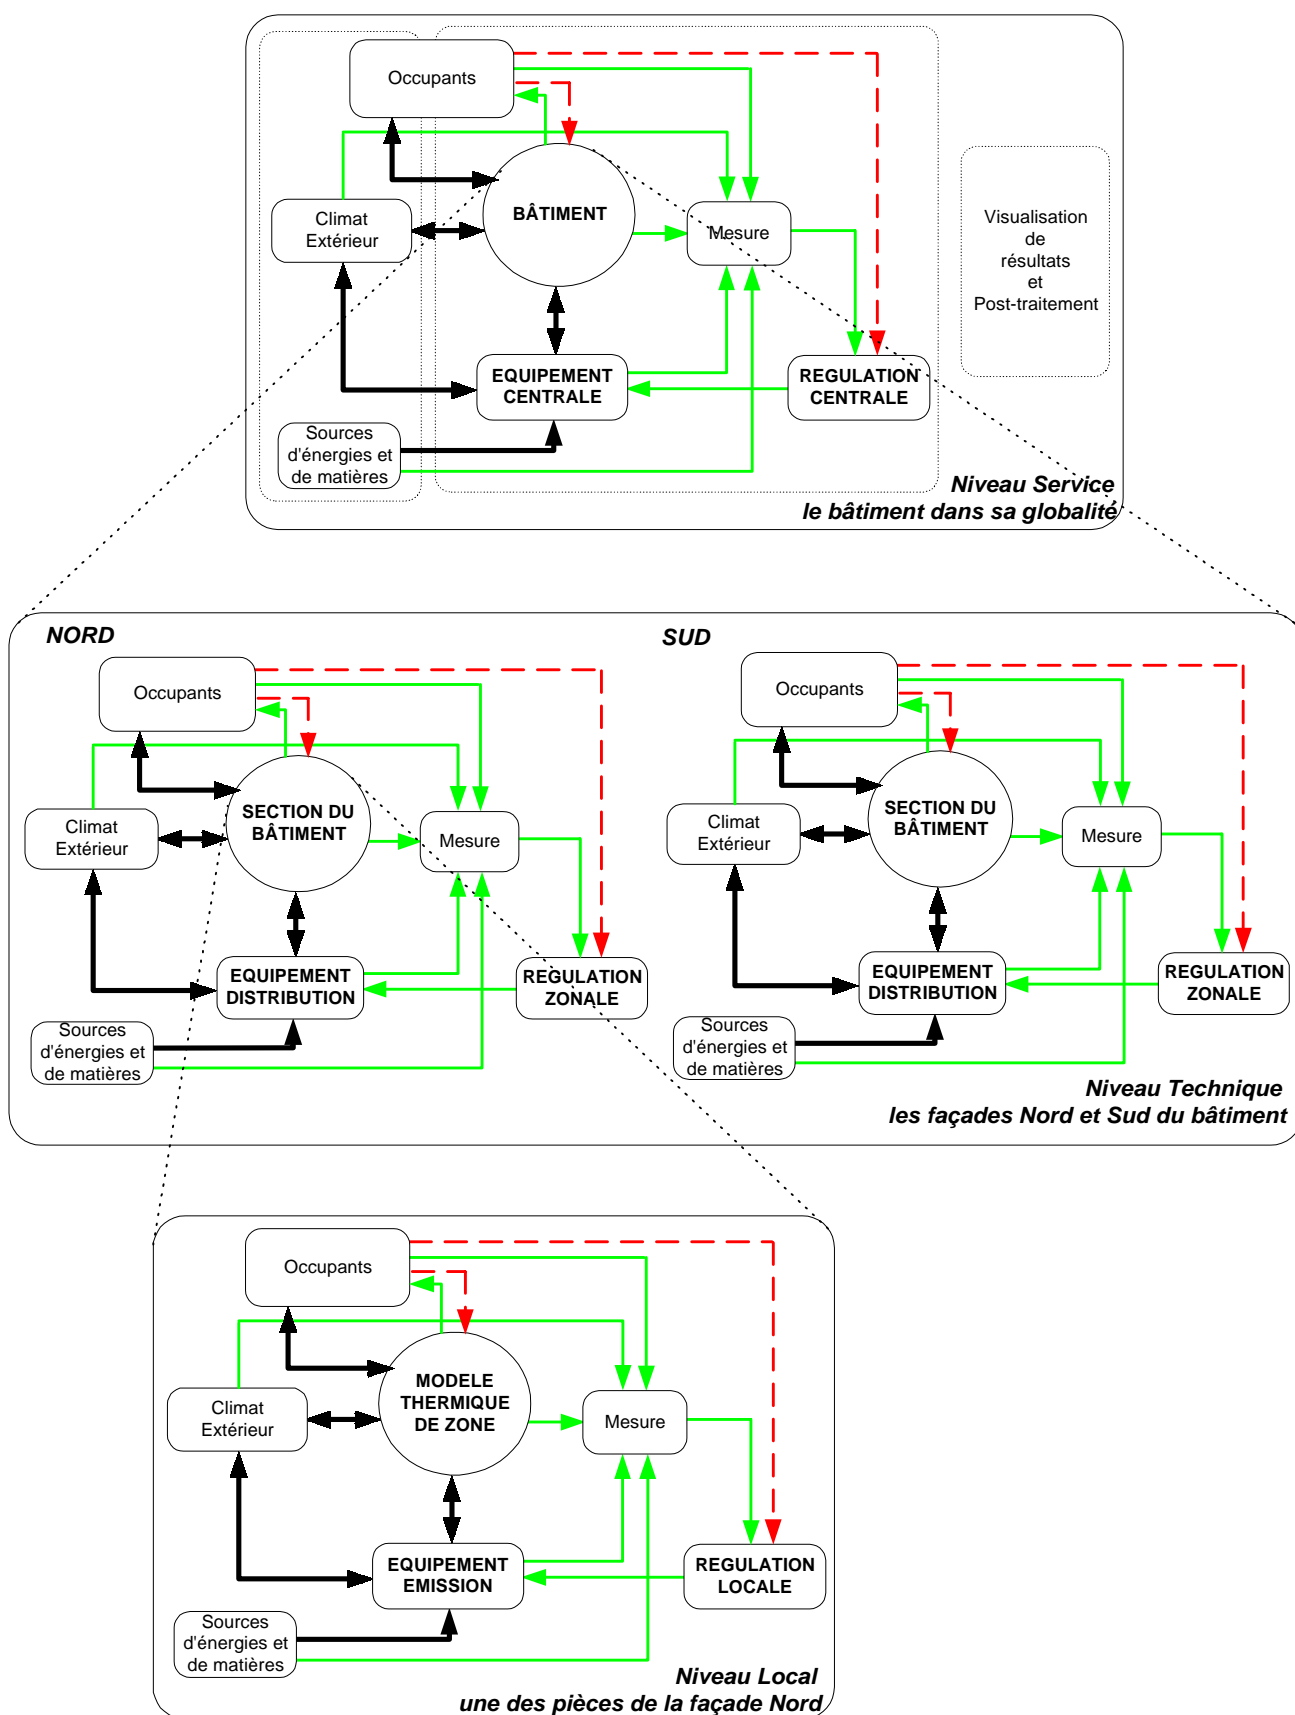 Occupants
Climat
Extérieur
BÂTIMENT
Mesure
Visualisation
de
résultats
et
Post-traitement
EQUIPEMENT
CENTRALE
REGULATION
CENTRALE
Sources
d'énergies et
de matières
Niveau Service
le bâtiment dans sa globalité
NORD
Occupants
Climat
Extérieur
SECTION DU
BÂTIMENT
Mesure
EQUIPEMENT
DISTRIBUTION
REGULATION
ZONALE
Sources
d'énergies et
de matières
SUD
Occupants
Climat
Extérieur
SECTION DU
BÂTIMENT
Mesure
EQUIPEMENT
DISTRIBUTION
REGULATION
ZONALE
Sources
d'énergies et
de matières
Niveau Technique
les façades Nord et Sud du bâtiment
Occupants
Climat
Extérieur
MODELE
THERMIQUE
DE ZONE
Mesure
EQUIPEMENT
EMISSION
REGULATION
LOCALE
Sources
d'énergies et
de matières
Niveau Local
une des pièces de la façade Nord